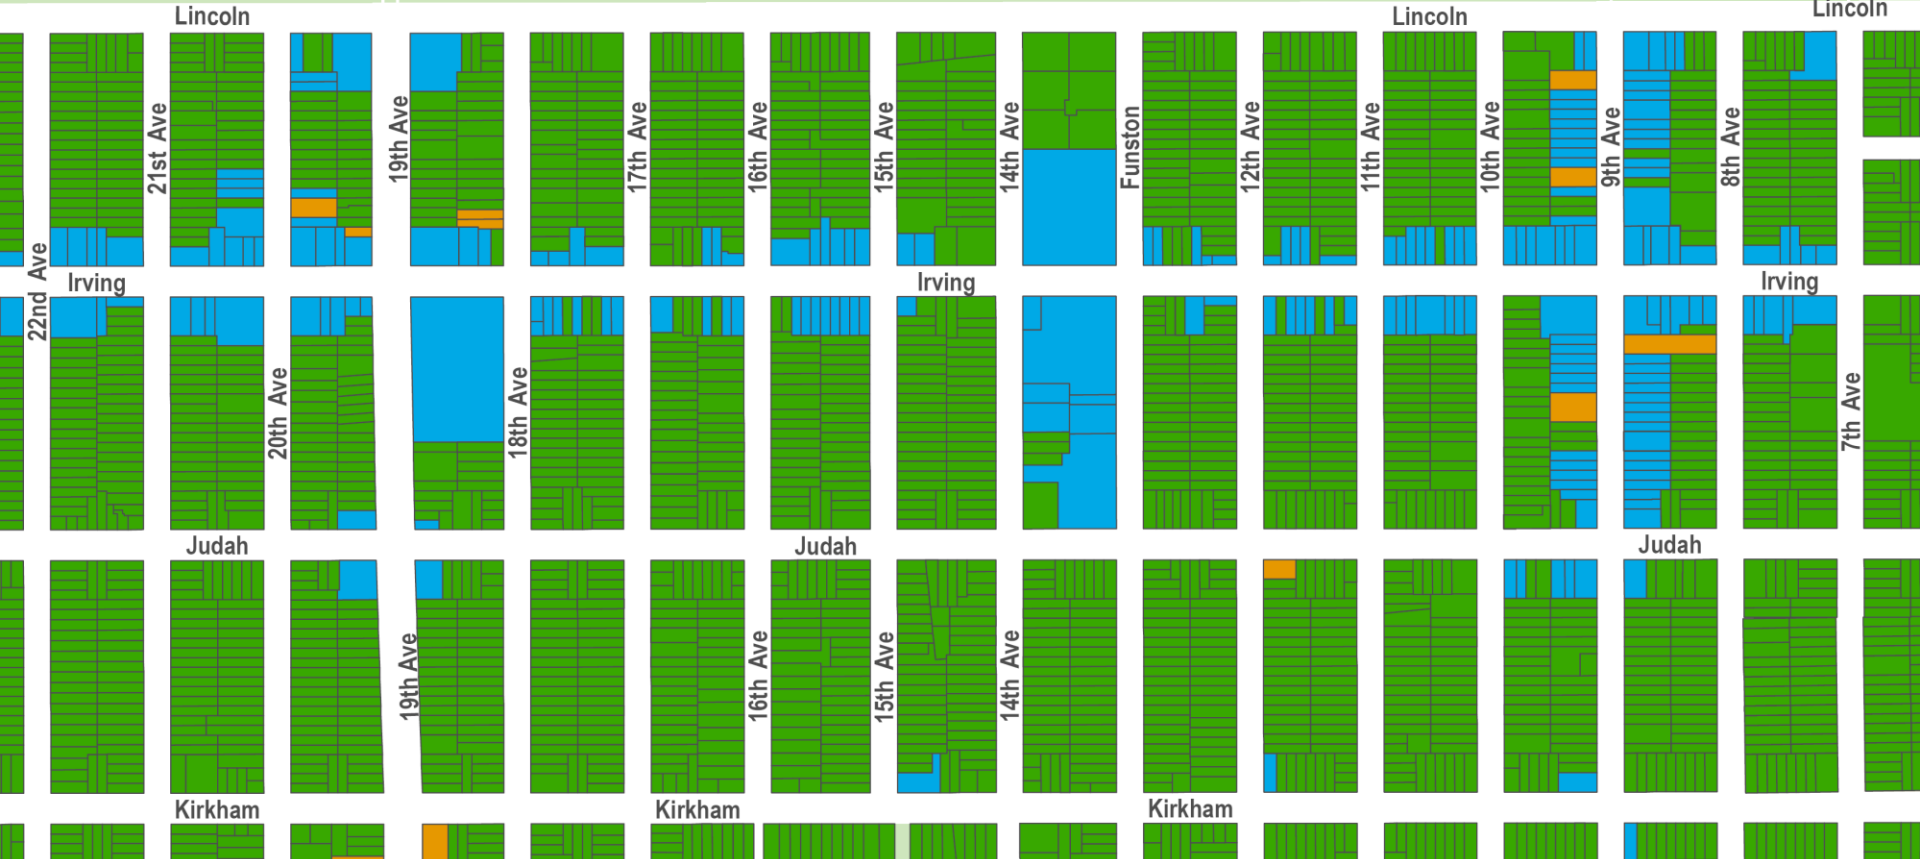 Lincoln
Lincoln
Lincoln
21st Ave
19th Ave
17th Ave
16th Ave
15th Ave
14th Ave
Funston
12th Ave
11th Ave
10th Ave
9th Ave
8th Ave
22nd Ave
Irving
Irving
Irving
20th Ave
18th Ave
7th Ave
Judah
Judah
Judah
19th Ave
16th Ave
15th Ave
14th Ave
Kirkham
Kirkham
Kirkham